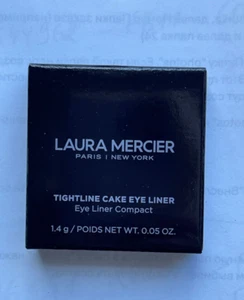 LAURA MERCIER
PARIS | NEW YORK
TIGHTLINE CAKE EYE LINER
Eye Liner Compact
1.4 g / POIDS NET WT. 0.05 OZ.